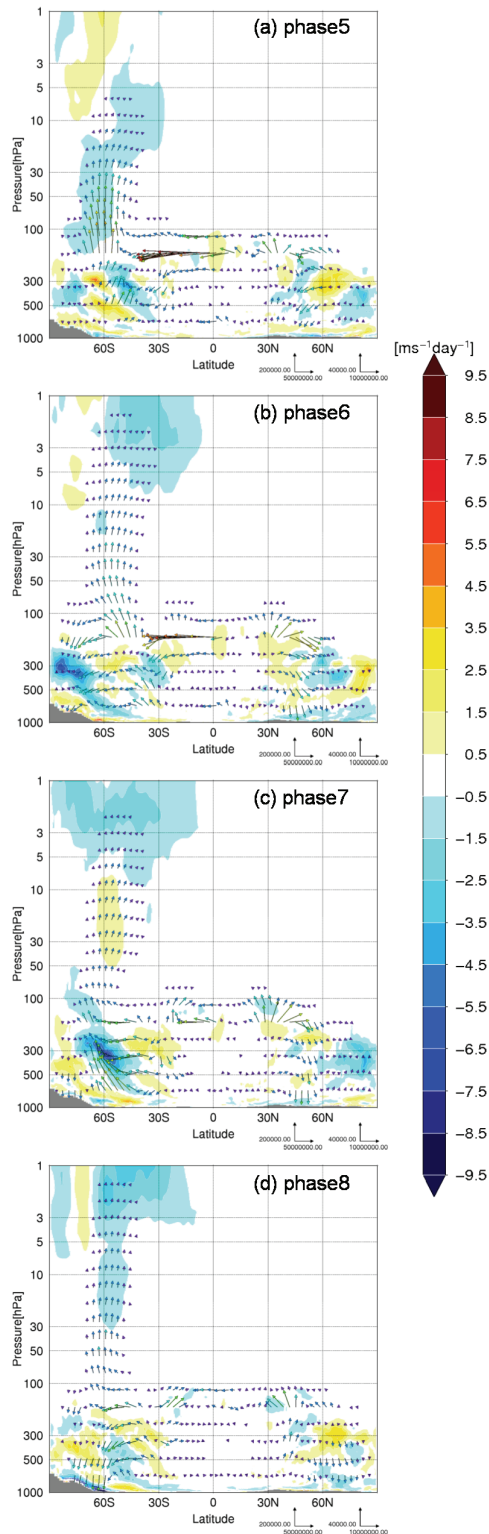 (a) phase5
1
3
5
10
30
50
100
300
500
1000
Pressure[hPa]
60S 30S 0 30N 60N
Latitude
200000.00 50000000.00 40000.00 10000000.00
[ms⁻¹day⁻¹]
9.5
8.5
7.5
6.5
5.5
4.5
3.5
2.5
1.5
0.5
−0.5
−1.5
−2.5
−3.5
−4.5
−5.5
−6.5
−7.5
−8.5
−9.5
(b) phase6
1
3
5
10
30
50
100
300
500
1000
Pressure[hPa]
60S 30S 0 30N 60N
Latitude
200000.00 50000000.00 40000.00 10000000.00
(c) phase7
1
3
5
10
30
50
100
300
500
1000
Pressure[hPa]
60S 30S 0 30N 60N
Latitude
200000.00 50000000.00 40000.00 10000000.00
(d) phase8
1
3
5
10
30
50
100
300
500
1000
Pressure[hPa]
60S 30S 0 30N 60N
Latitude
200000.00 50000000.00 40000.00 10000000.00